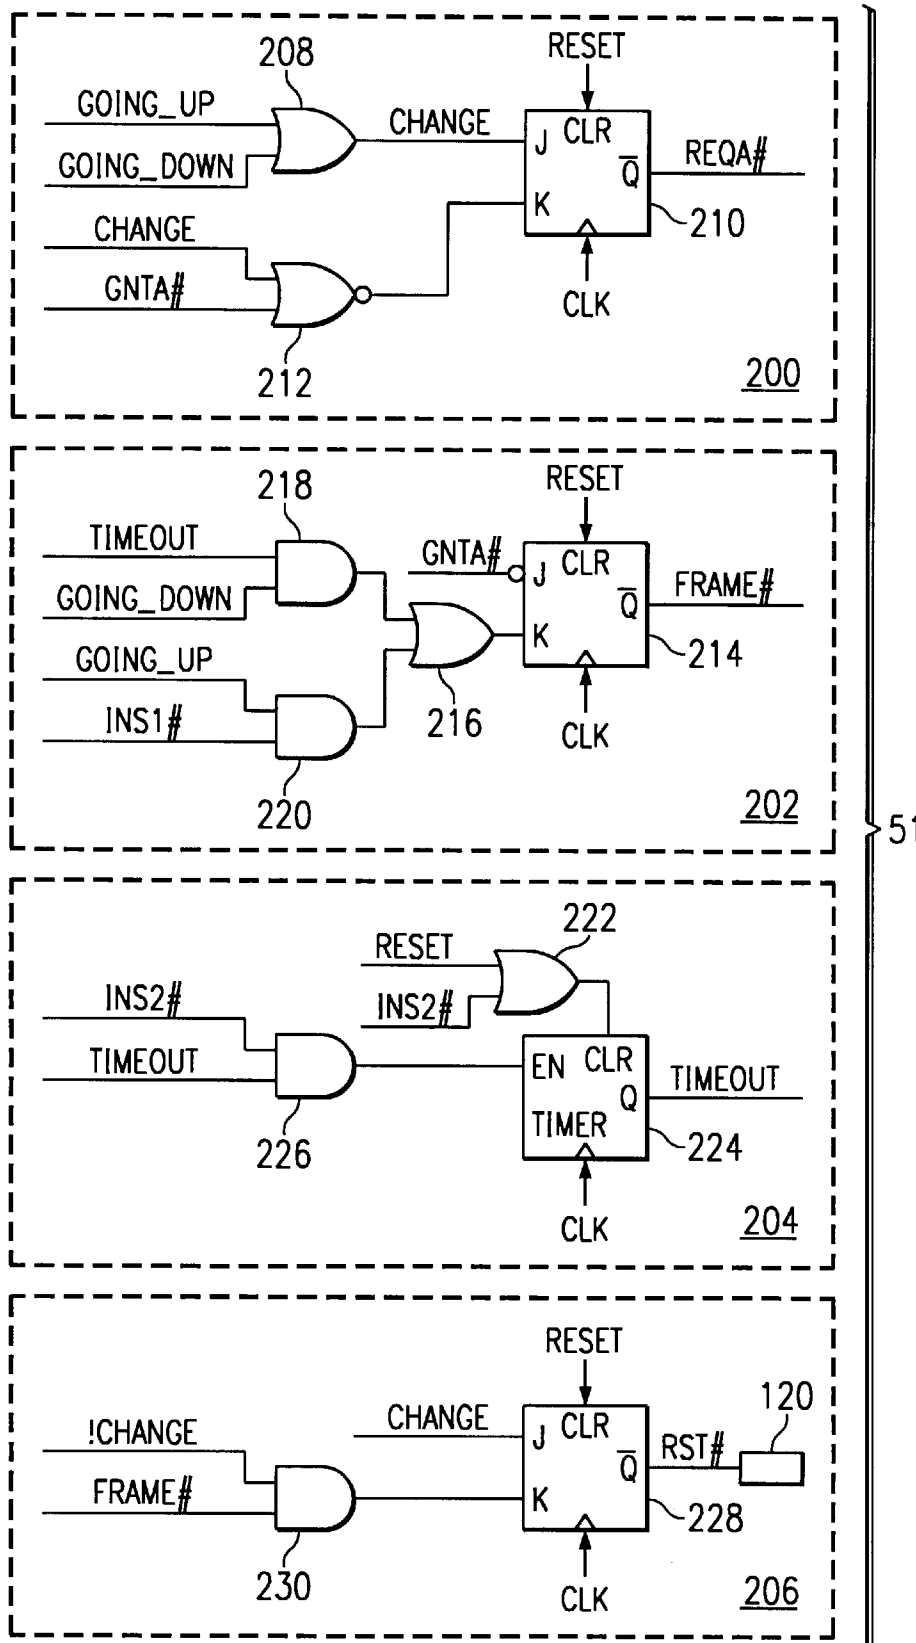 208
RESET
GOING_UP
CHANGE
J CLR
REQA#
GOING_DOWN
Q
K
210
CHANGE
GNTA#
CLK
212
200
218
RESET
TIMEOUT
GNTA#
J CLR
FRAME#
GOING_DOWN
Q
K
214
GOING_UP
216
INS1#
CLK
220
202
51
222
RESET
INS2#
INS2#
EN CLR
TIMEOUT
TIMEOUT
Q
TIMER
224
226
CLK
204
RESET
120
!CHANGE
CHANGE
J CLR
RST#
Q
FRAME#
K
228
230
CLK
206